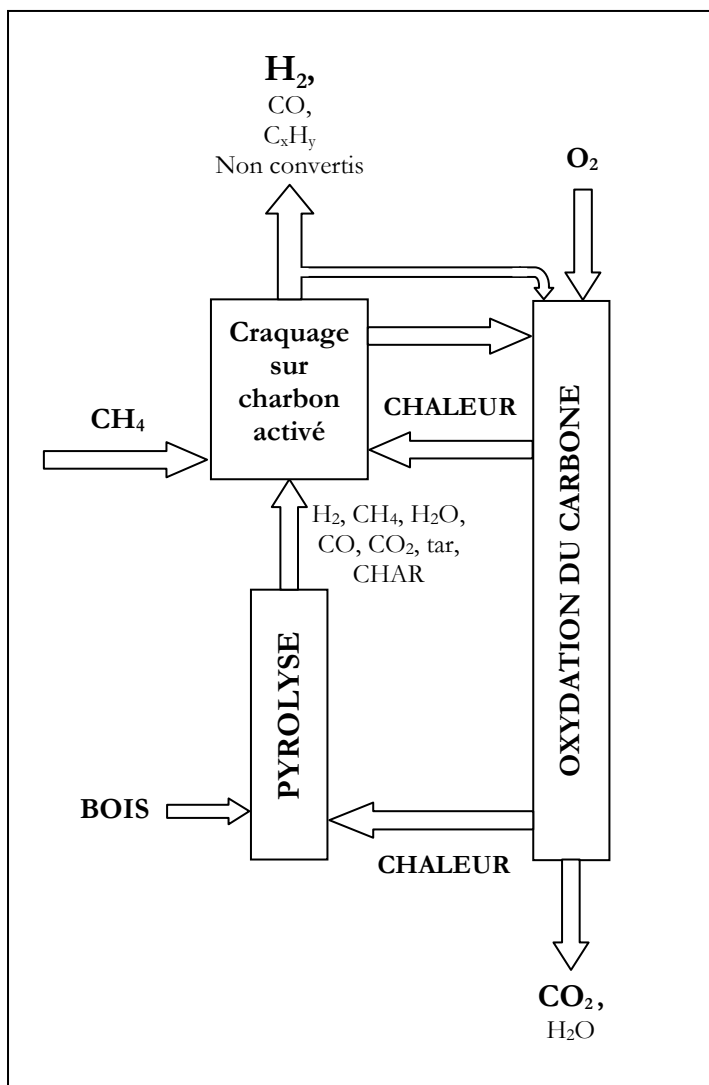 H₂,
CO,
CₓHᵧ
Non convertis
O₂
Craquage
sur
charbon
activé
CH₄
CHALEUR
H₂, CH₄, H₂O,
CO, CO₂, tar,
CHAR
OXYDATION DU CARBONE
PYROLYSE
BOIS
CHALEUR
CO₂,
H₂O